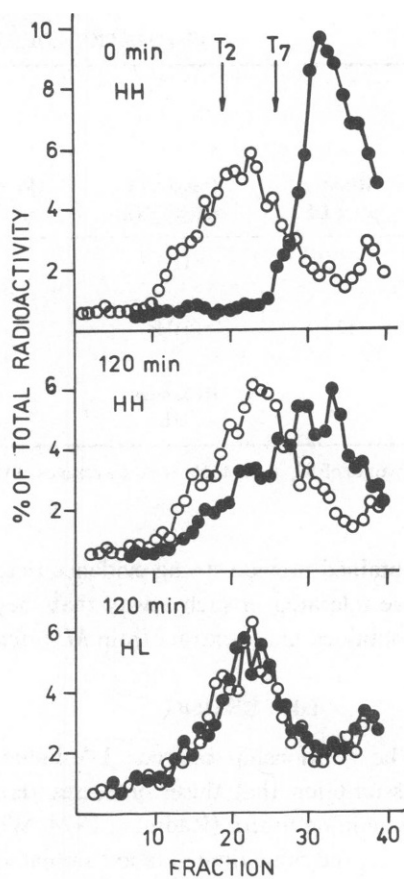 % OF TOTAL RADIOACTIVITY
0 min
HH
T2
T7
10
8
6
4
2
120 min
HH
6
4
2
120 min
HL
6
4
2
10 20 30 40
FRACTION